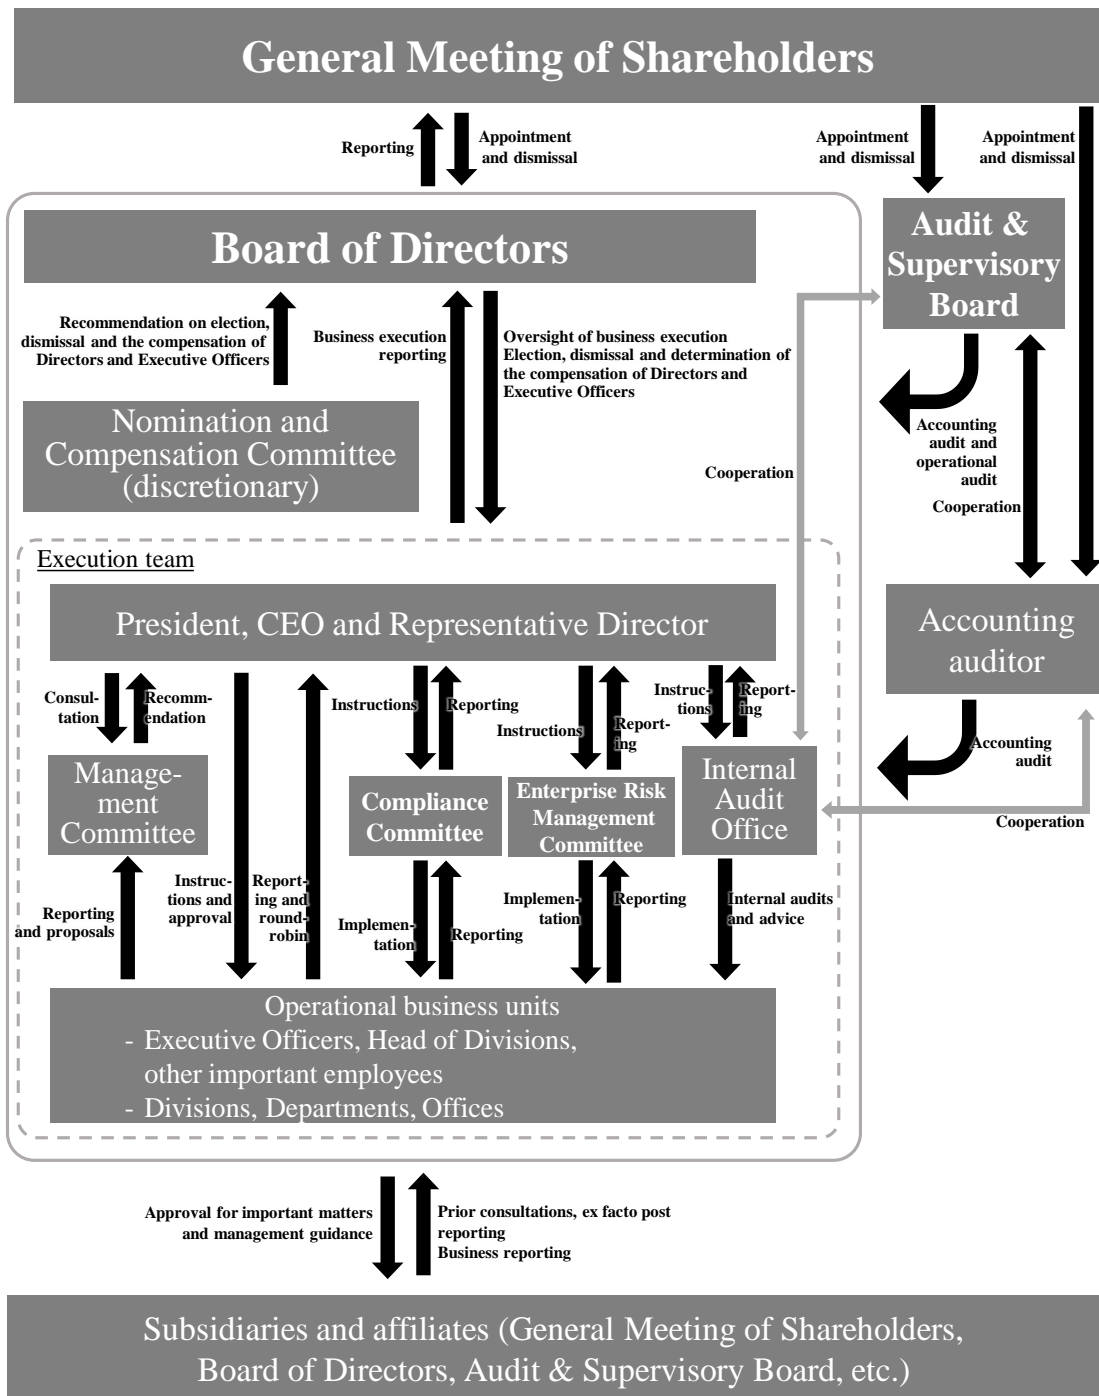 General Meeting of Shareholders
Reporting
Appointment
and dismissal
Appointment
and dismissal
Appointment
and dismissal
Board of Directors
Audit &
Supervisory
Board
Recommendation on election,
dismissal and the compensation of
Directors and Executive Officers
Business execution
reporting
Oversight of business execution
Election, dismissal and determination of
the compensation of Directors and
Executive Officers
Nomination and
Compensation Committee
(discretionary)
Accounting
audit and
operational
audit
Cooperation
Cooperation
Execution team
President, CEO and Representative Director
Accounting
auditor
Consul-
tation
Recomm-
endation
Instructions
Reporting
Instructions
Report-
ing
Instruc-
tions
Report-
ing
Accounting
audit
Manage-
ment
Committee
Compliance
Committee
Enterprise Risk
Management
Committee
Internal
Audit
Office
Cooperation
Reporting
and proposals
Instruc-
tions and
approval
Report-
ing and
round-
robin
Implemen-
tation
Reporting
Implemen-
tation
Reporting
Internal audits
and advice
Operational business units
- Executive Officers, Head of Divisions,
other important employees
- Divisions, Departments, Offices
Approval for important matters
and management guidance
Prior consultations, ex facto post
reporting
Business reporting
Subsidiaries and affiliates (General Meeting of Shareholders,
Board of Directors, Audit & Supervisory Board, etc.)